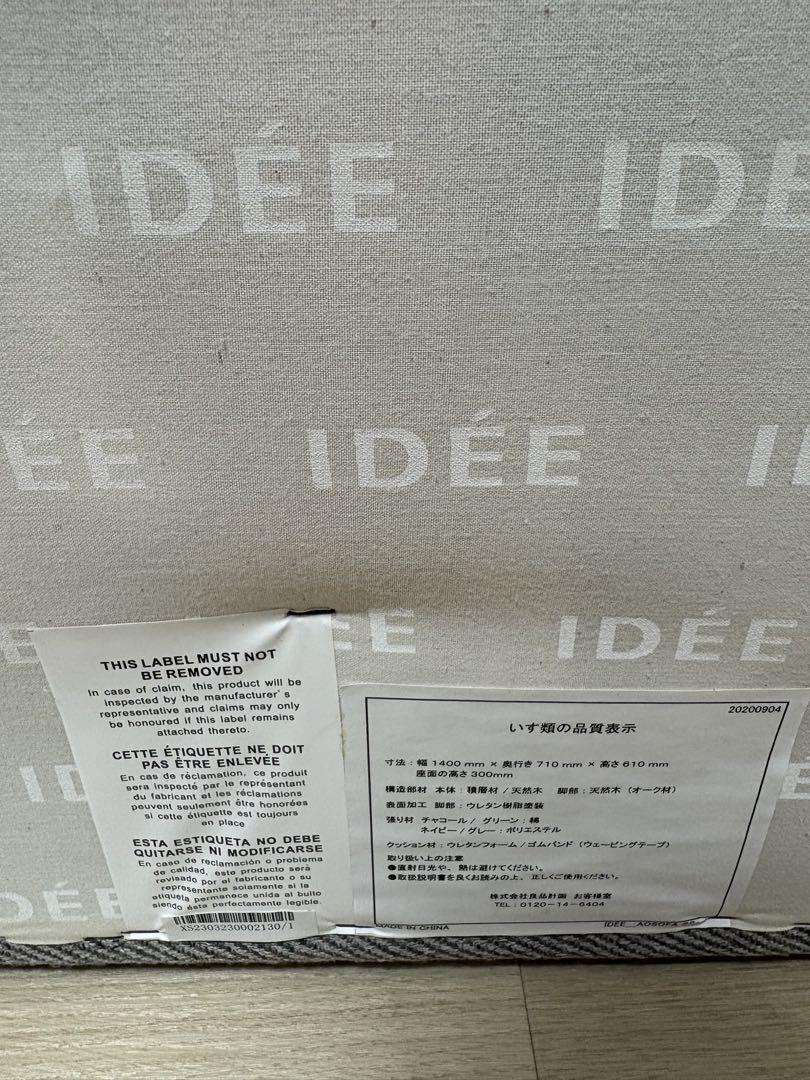 IDÉE
IDÉE
IDÉE
THIS LABEL MUST NOT
BE REMOVED
In case of claim, this product will be
inspected by the manufacturer's
representative and claims may only
be honoured if this label remains
attached thereto.
CETTE ÉTIQUETTE NE DOIT
PAS ÊTRE ENLEVÉE
En cas de réclamation, ce produit
sera inspecté par le représentant
du fabricant et les réclamations
peuvent seulement être honorées
si cette étiquette est toujours
en place
ESTA ESTIQUETA NO DEBE
QUITARSE NI MODIFICARSE
En caso de reclamación o problema
de calidad, este producto será
revisado por el fabricante o su
representante solamente si la
etiqueta permanece unida al bulto
siendo ésta perfectamente legible.
XS2303230002130/1
20200904
いす類の品質表示
寸法：幅 1400 mm × 奥行き 710 mm × 高さ 610 mm
座面の高さ 300mm
構造部材 本体：積層材 / 天然木 脚部：天然木（オーク材）
表面加工 脚部：ウレタン樹脂塗装
張り材 チャコール / グリーン：綿
ネイビー / グレー：ポリエステル
クッション材：ウレタンフォーム / ゴムバンド（ウェービングテープ）
取り扱い上の注意
●直射日光や、熱は避けてください。
●取扱説明書を良くお読みの上、正しくご使用ください。
株式会社良品計画 お客様室
TEL：0120-14-6404
MADE IN CHINA
IDÉE AOSOFA